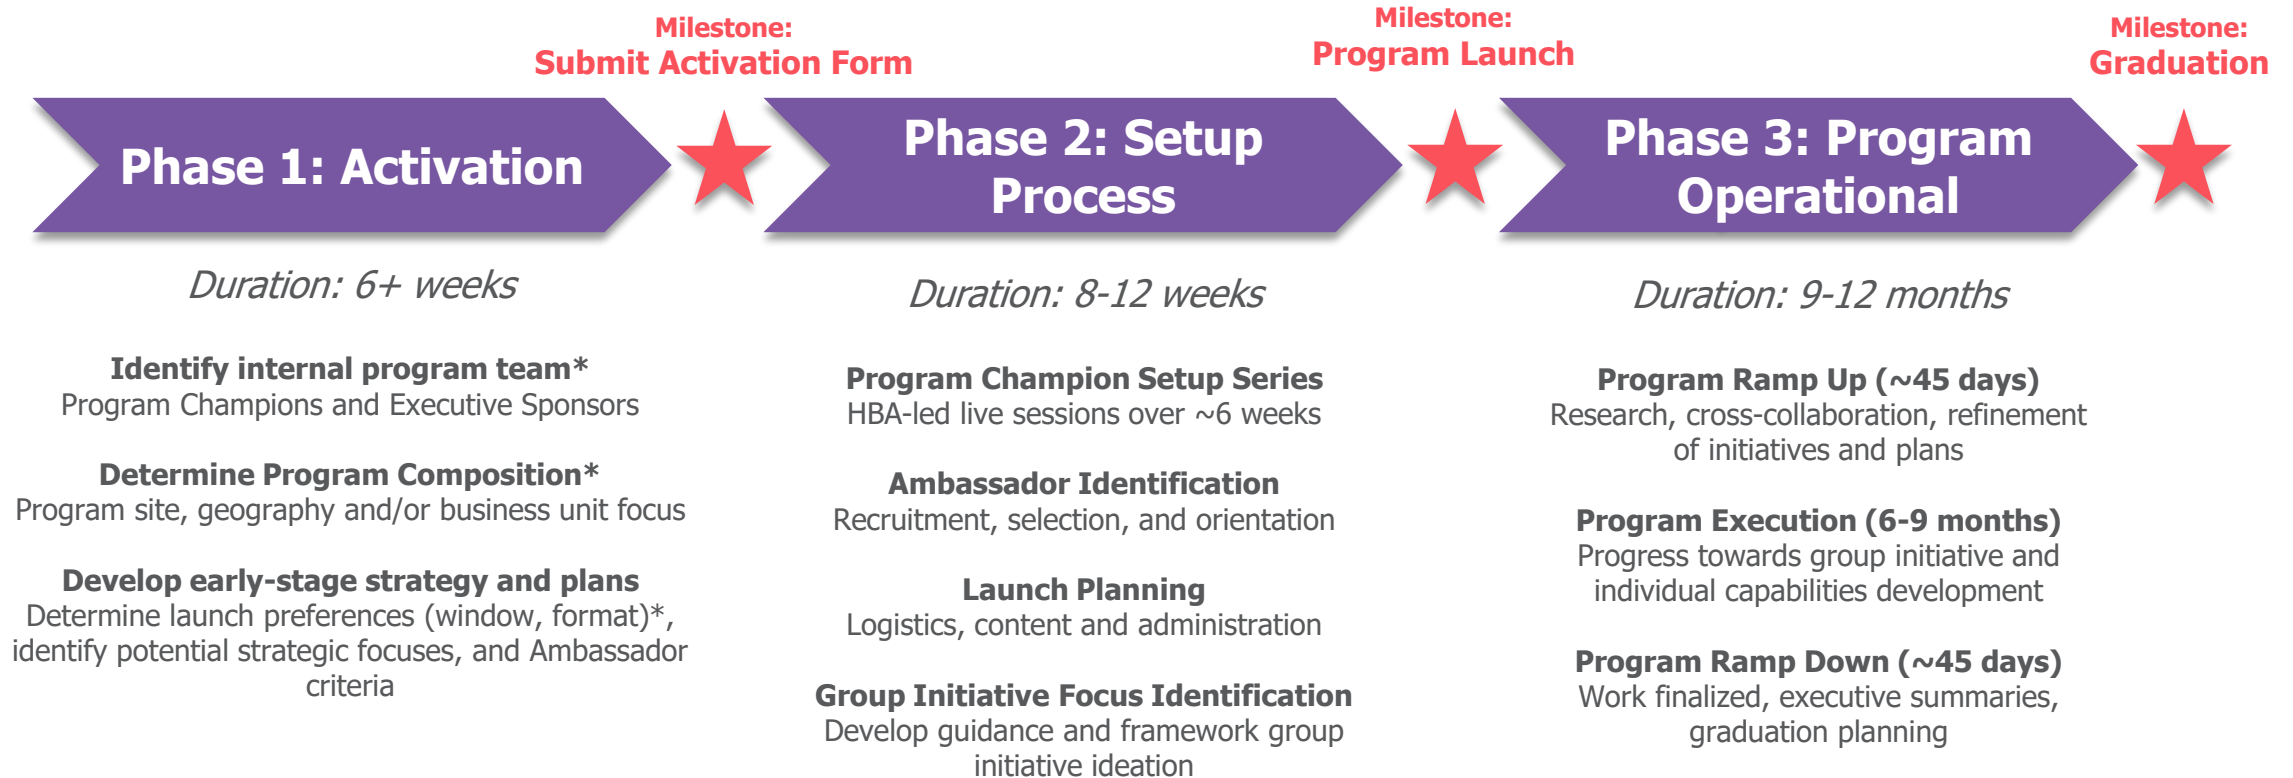 Milestone:
Submit Activation Form
Milestone:
Program Launch
Milestone:
Graduation
Phase 1: Activation
Phase 2: Setup
Process
Phase 3: Program
Operational
Duration: 6+ weeks
Identify internal program team*
Program Champions and Executive Sponsors
Determine Program Composition*
Program site, geography and/or business unit focus
Develop early-stage strategy and plans
Determine launch preferences (window, format)*,
identify potential strategic focuses, and Ambassador
criteria
Duration: 8-12 weeks
Program Champion Setup Series
HBA-led live sessions over ~6 weeks
Ambassador Identification
Recruitment, selection, and orientation
Launch Planning
Logistics, content and administration
Group Initiative Focus Identification
Develop guidance and framework group
initiative ideation
Duration: 9-12 months
Program Ramp Up (~45 days)
Research, cross-collaboration, refinement
of initiatives and plans
Program Execution (6-9 months)
Progress towards group initiative and
individual capabilities development
Program Ramp Down (~45 days)
Work finalized, executive summaries,
graduation planning